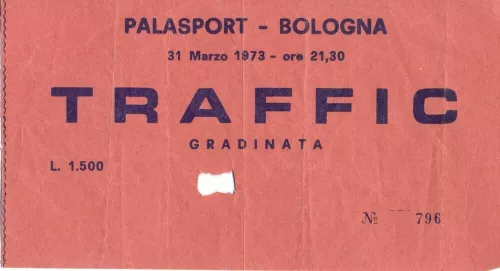 PALASPORT - BOLOGNA
31 Marzo 1973 - ore 21,30
TRAFFIC
GRADINATA
L. 1.500
№ 796